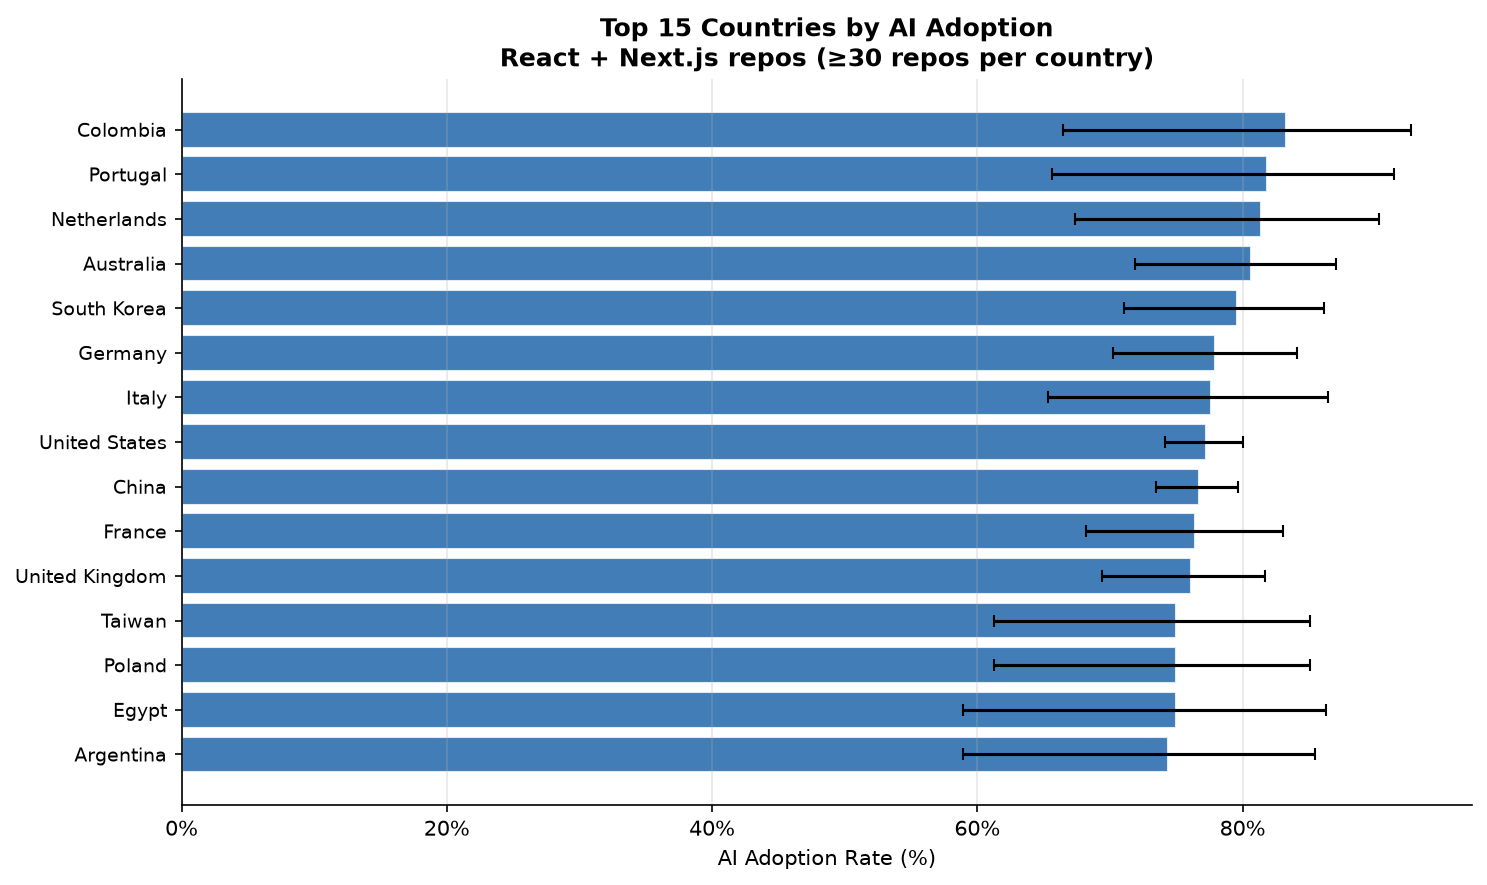 Top 15 Countries by AI Adoption
React + Next.js repos (≥30 repos per country)
Colombia
Portugal
Netherlands
Australia
South Korea
Germany
Italy
United States
China
France
United Kingdom
Taiwan
Poland
Egypt
Argentina
0% 20% 40% 60% 80%
AI Adoption Rate (%)